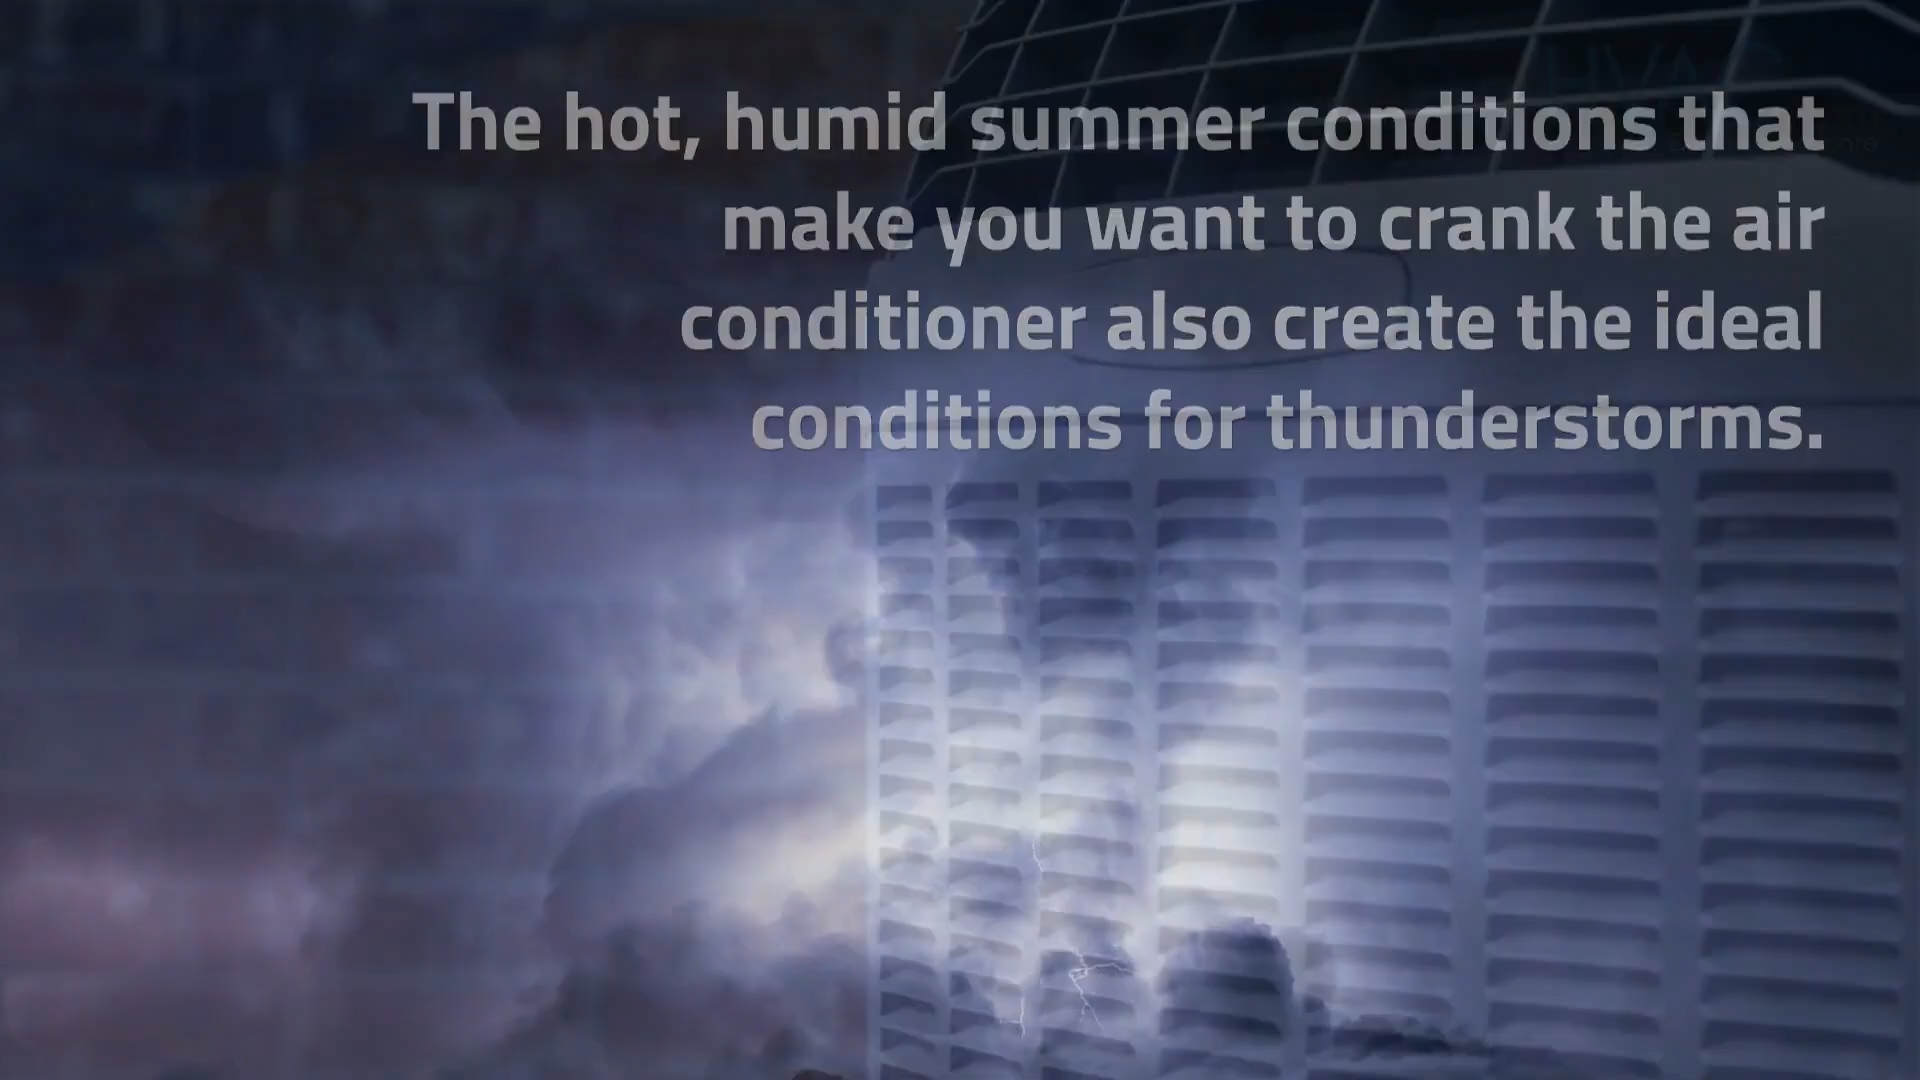 HVAC
The hot, humid summer conditions that
make you want to crank the air
conditioner also create the ideal
conditions for thunderstorms.